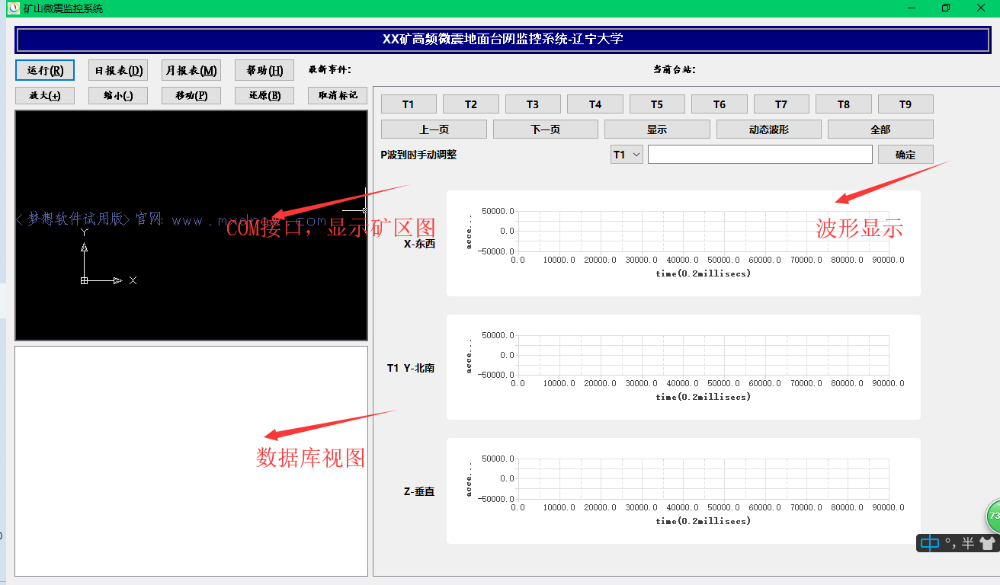 矿山微震监控系统
XX矿高频微震地面台网监控系统-辽宁大学
运行(R) 日报表(D) 月报表(M) 帮助(H) 最新事件: 当前台站:
放大(+) 缩小(-) 移动(P) 还原(B) 取消标记
T1 T2 T3 T4 T5 T6 T7 T8 T9
上一页 下一页 显示 动态波形 全部
P波到时手动调整 T1 确定
<梦想软件试用版> 官网: www.mxdraw.com
COM接口，显示矿区图
波形显示
Y
X
X-东西
acce...
50000.0
0.0
-50000.0
0.0 10000.0 20000.0 30000.0 40000.0 50000.0 60000.0 70000.0 80000.0 90000.0
time(0.2millisecs)
T1 Y-北南
acce...
50000.0
0.0
-50000.0
0.0 10000.0 20000.0 30000.0 40000.0 50000.0 60000.0 70000.0 80000.0 90000.0
time(0.2millisecs)
数据库视图
Z-垂直
acce...
50000.0
0.0
-50000.0
0.0 10000.0 20000.0 30000.0 40000.0 50000.0 60000.0 70000.0 80000.0 90000.0
time(0.2millisecs)
73
中 °, 半